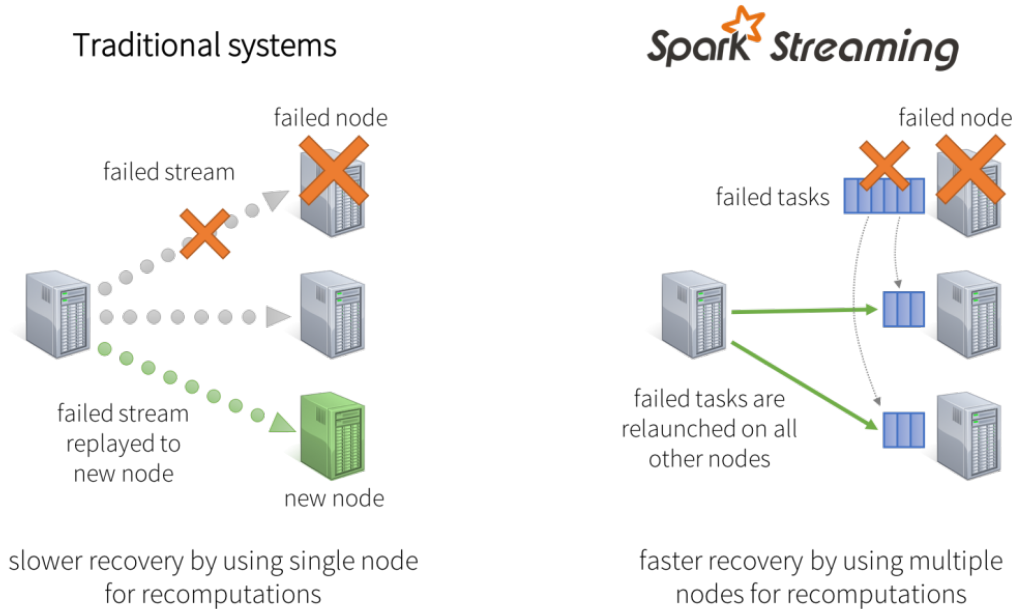 Traditional systems
failed node
failed stream
failed stream
replayed to
new node
new node
slower recovery by using single node
for recomputations
Spark Streaming
failed node
failed tasks
failed tasks are
relaunched on all
other nodes
faster recovery by using multiple
nodes for recomputations